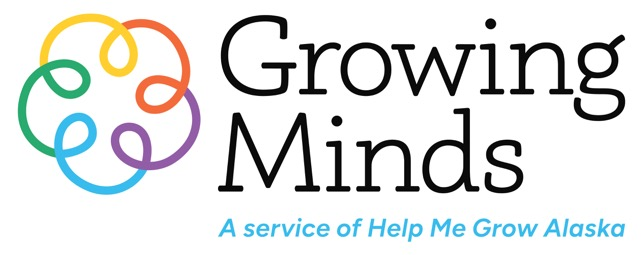 Growing
Minds
A service of Help Me Grow Alaska